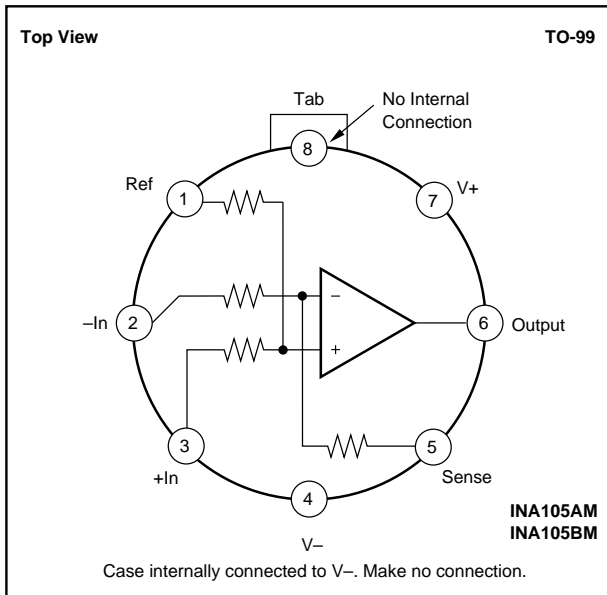 Top View
TO-99
Tab
No Internal
Connection
8
Ref
1
7
V+
–In
2
–
+
6
Output
3
+In
5
Sense
4
V–
INA105AM
INA105BM
Case internally connected to V–. Make no connection.